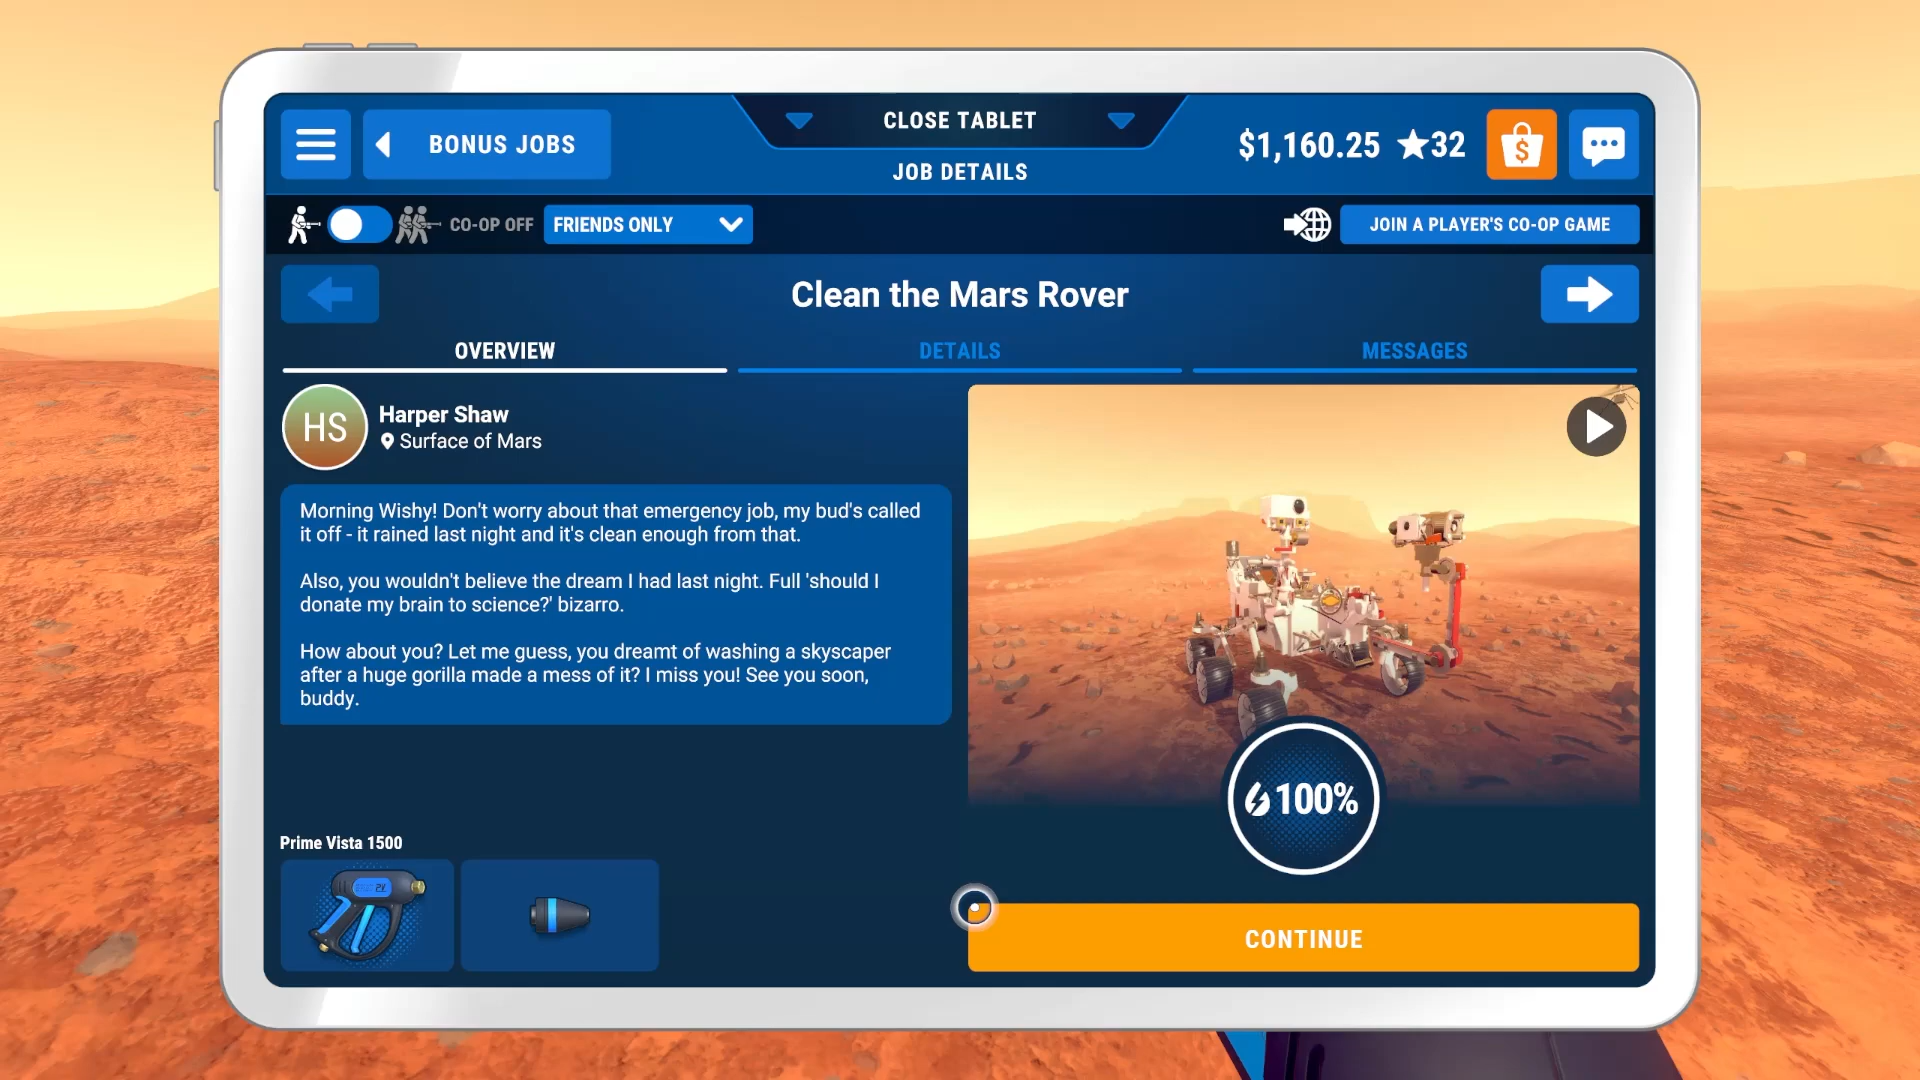 CLOSE TABLET
BONUS JOBS
$1,160.25 ★32
JOB DETAILS
CO-OP OFF
FRIENDS ONLY
JOIN A PLAYER'S CO-OP GAME
Clean the Mars Rover
OVERVIEW
DETAILS
MESSAGES
HS
Harper Shaw
Surface of Mars
Morning Wishy! Don't worry about that emergency job, my bud's called
it off - it rained last night and it's clean enough from that.
Also, you wouldn't believe the dream I had last night. Full 'should I
donate my brain to science?' bizarro.
How about you? Let me guess, you dreamt of washing a skyscaper
after a huge gorilla made a mess of it? I miss you! See you soon,
buddy.
100%
Prime Vista 1500
CONTINUE